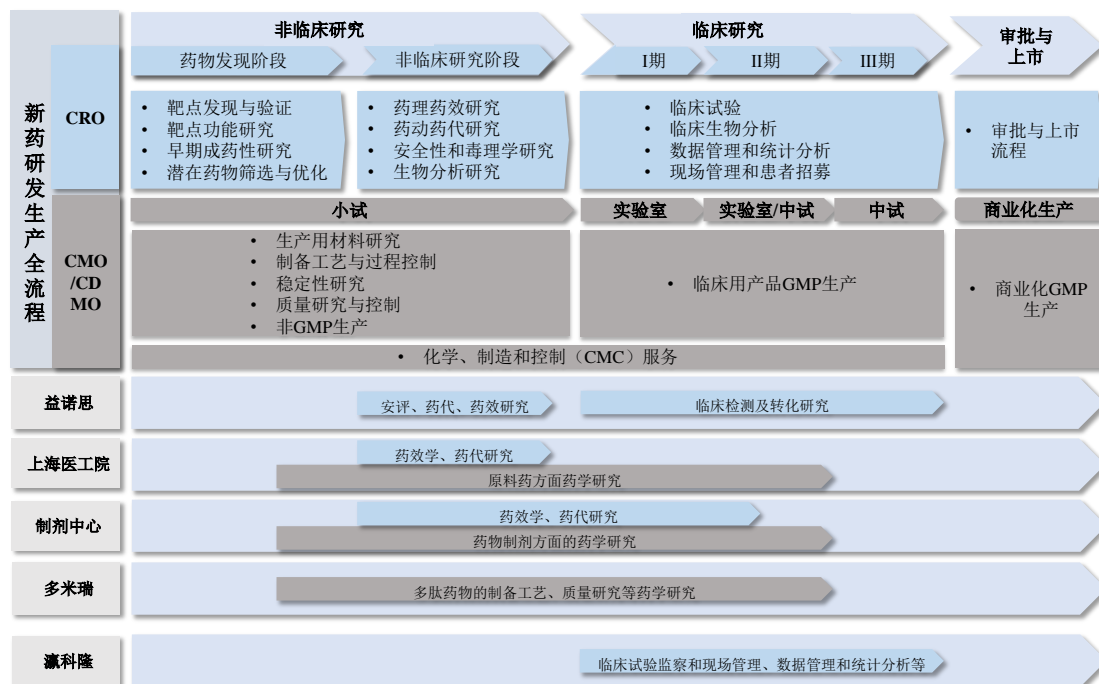 非临床研究
临床研究
审批与
上市
药物发现阶段
非临床研究阶段
I期
II期
III期
新药研发生产全流程
CRO
• 靶点发现与验证
• 靶点功能研究
• 早期成药性研究
• 潜在药物筛选与优化
• 药理药效研究
• 药动药代研究
• 安全性和毒理学研究
• 生物分析研究
• 临床试验
• 临床生物分析
• 数据管理和统计分析
• 现场管理和患者招募
• 审批与上市
流程
小试
实验室
实验室/中试
中试
商业化生产
CMO
/CD
MO
• 生产用材料研究
• 制备工艺与过程控制
• 稳定性研究
• 质量研究与控制
• 非GMP生产
• 临床用产品GMP生产
• 商业化GMP
生产
• 化学、制造和控制（CMC）服务
益诺思
安评、药代、药效研究
临床检测及转化研究
上海医工院
药效学、药代研究
原料药方面药学研究
制剂中心
药效学、药代研究
药物制剂方面的药学研究
多米瑞
多肽药物的制备工艺、质量研究等药学研究
瀛科隆
临床试验监察和现场管理、数据管理和统计分析等